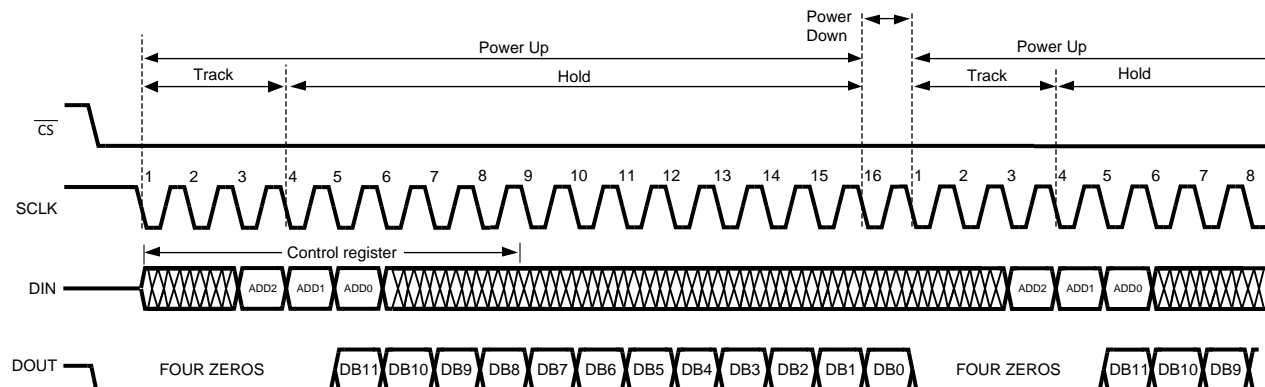 Power
Down
Power Up
Power Up
Track
Hold
Track
Hold
CS
1 2 3 4 5 6 7 8 9 10 11 12 13 14 15 16 1 2 3 4 5 6 7 8
SCLK
Control register
DIN
ADD2 ADD1 ADD0 ADD2 ADD1 ADD0
DOUT FOUR ZEROS DB11 DB10 DB9 DB8 DB7 DB6 DB5 DB4 DB3 DB2 DB1 DB0 FOUR ZEROS DB11 DB10 DB9